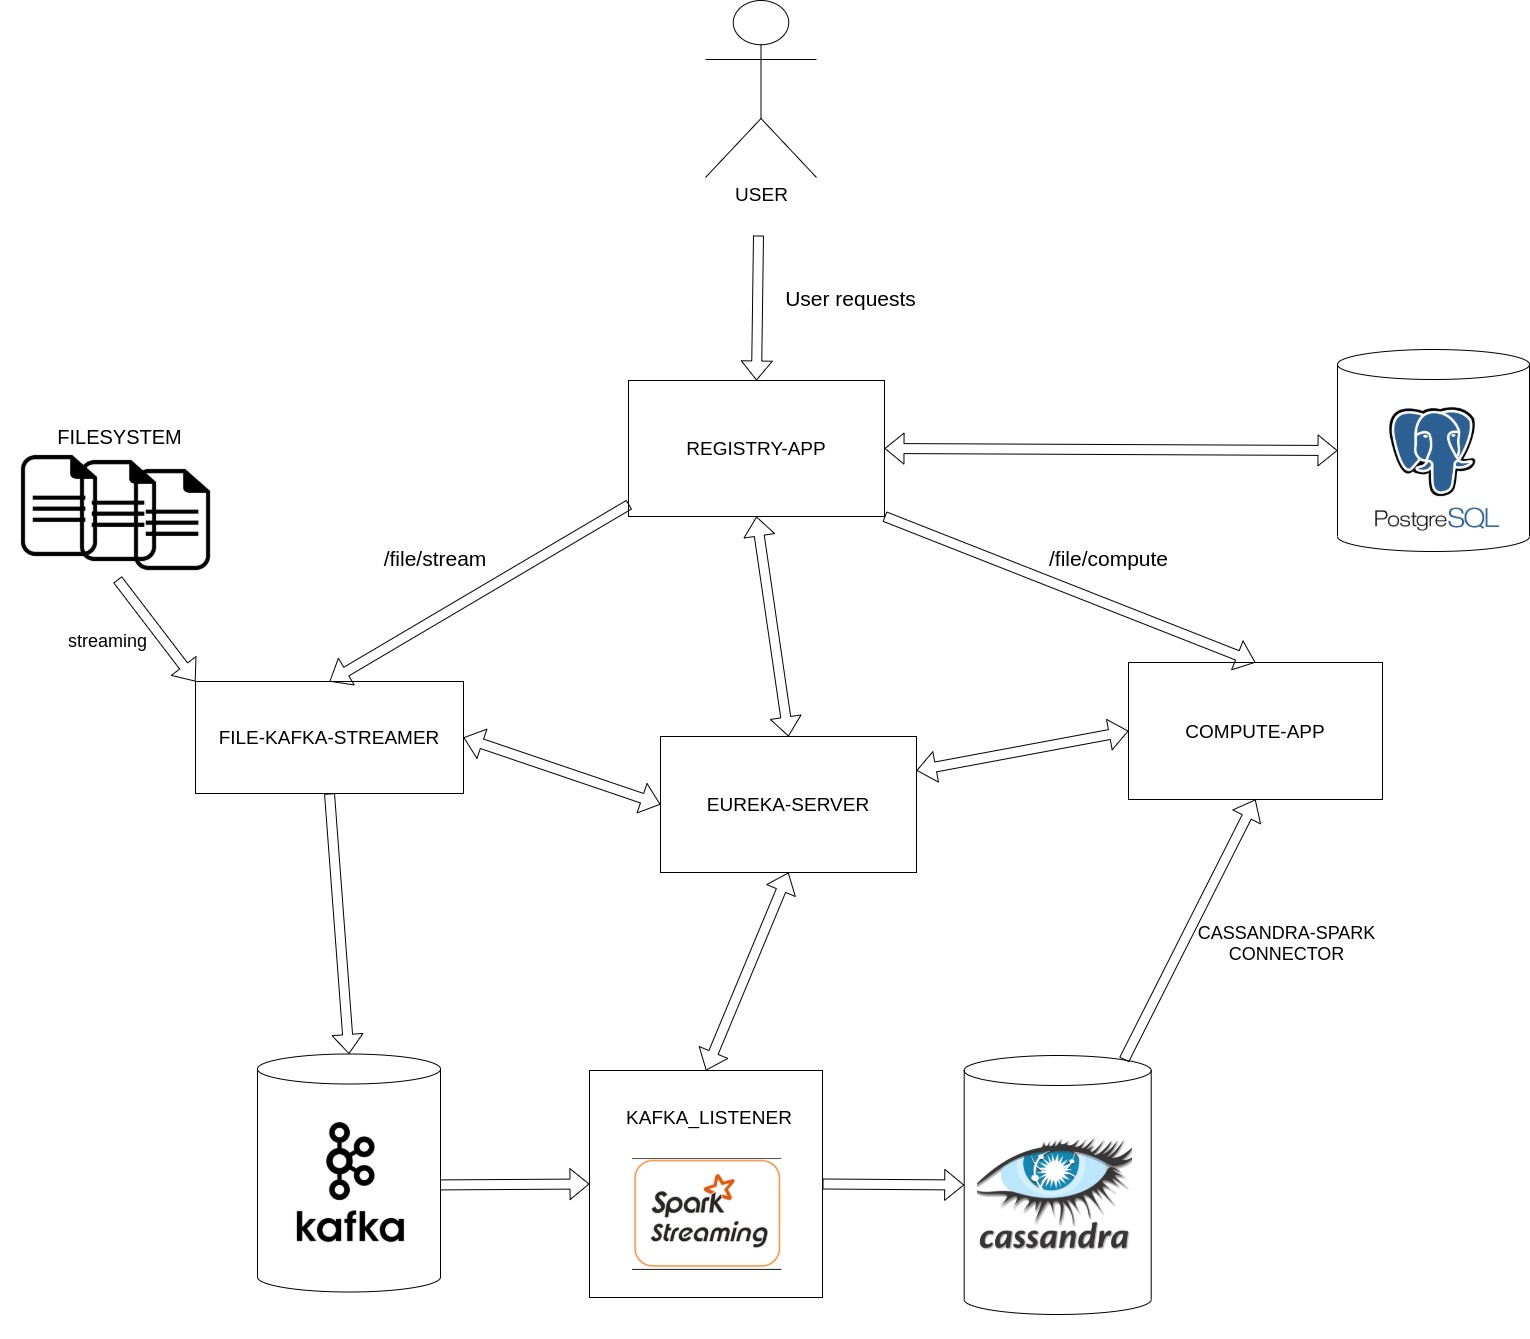 USER
User requests
REGISTRY-APP
PostgreSQL
FILESYSTEM
/file/stream
/file/compute
streaming
FILE-KAFKA-STREAMER
EUREKA-SERVER
COMPUTE-APP
CASSANDRA-SPARK
CONNECTOR
kafka
KAFKA_LISTENER
Spark
Streaming
cassandra